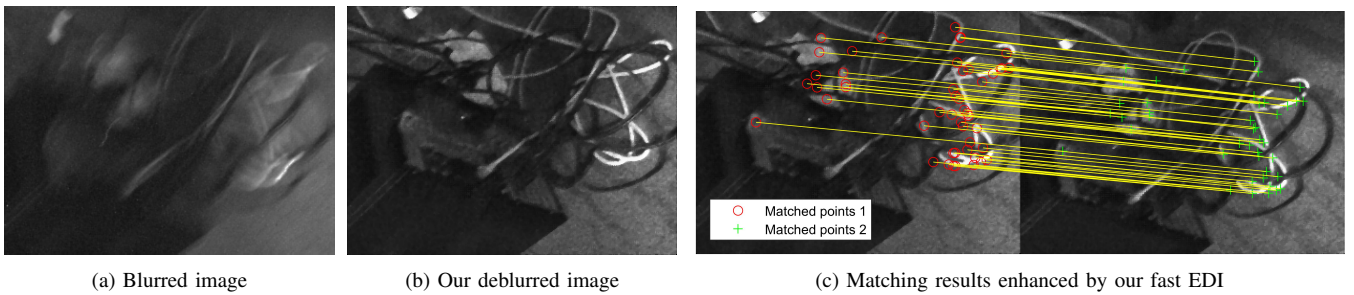 Matched points 1
Matched points 2
(a) Blurred image
(b) Our deblurred image
(c) Matching results enhanced by our fast EDI